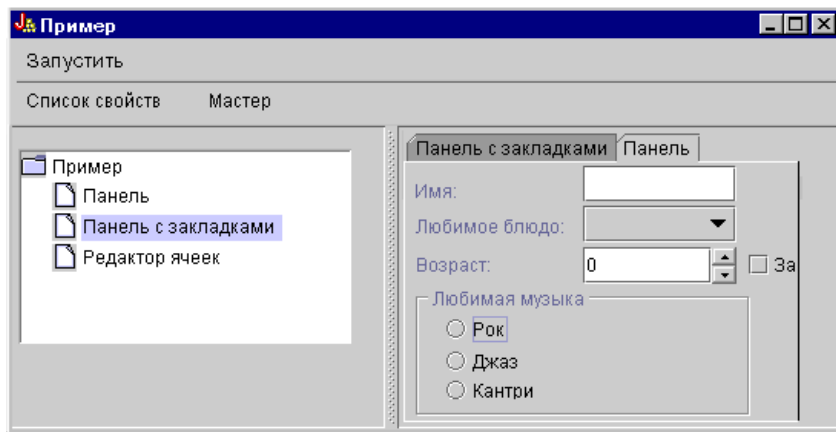 Пример
Запустить
Список свойств Мастер
Пример
Панель
Панель с закладками
Редактор ячеек
Панель с закладками Панель
Имя:
Любимое блюдо:
Возраст: 0 За
Любимая музыка
Рок
Джаз
Кантри